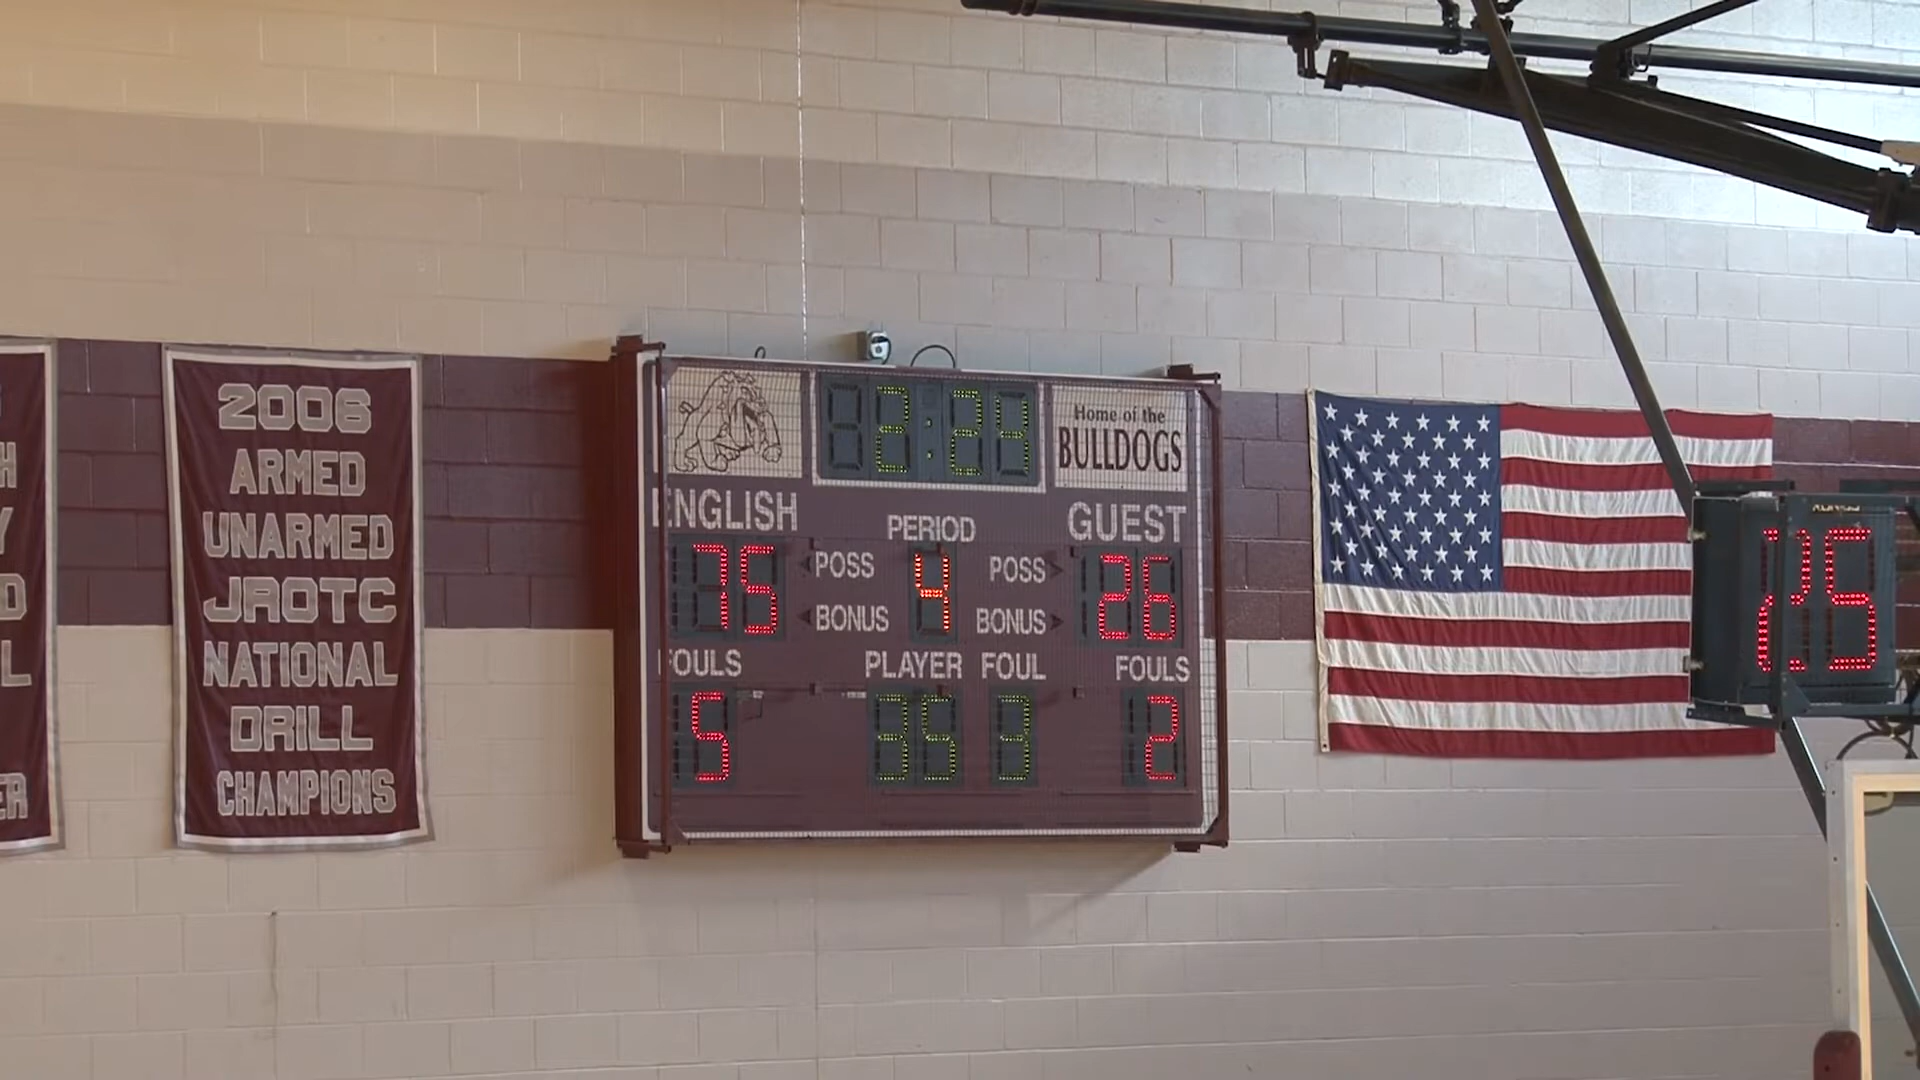 2006
ARMED
UNARMED
JROTC
NATIONAL
DRILL
CHAMPIONS
H
Y
D
L
ER
2:24
Home of the
BULLDOGS
ENGLISH
PERIOD
GUEST
75
POSS
4
POSS
26
BONUS
BONUS
FOULS
PLAYER FOUL
FOULS
5
35
3
2
25